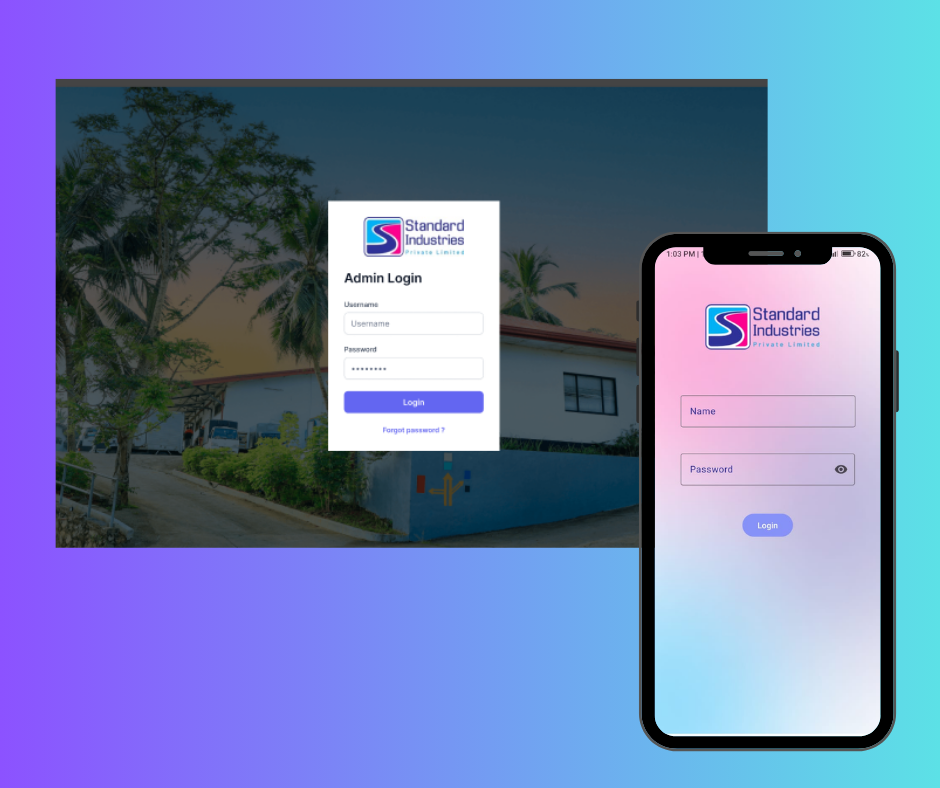 Standard
Industries
Private Limited
Admin Login
Username
Username
Password
Login
Forgot password ?
1:03 PM |
82
Standard
Industries
Private Limited
Name
Password
Login